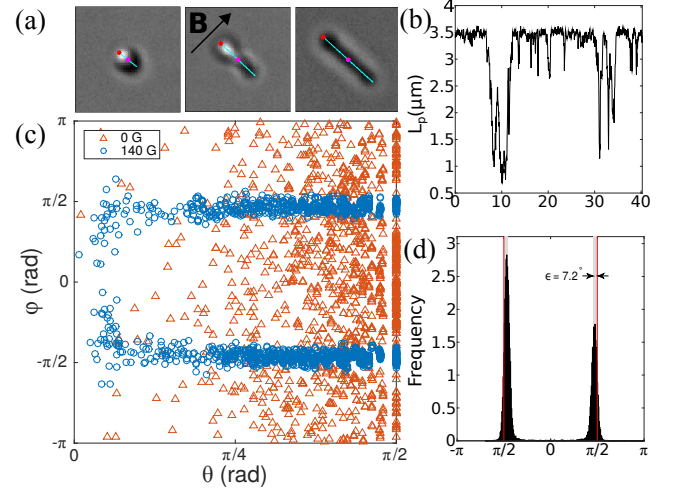 (a)
B
(b)
3.5
3
2.5
2
1.5
1
0.5
Lp(μm)
0 10 20 30 40
(c)
△ 0 G
○ 140 G
π
π/2
0
-π/2
-π
φ (rad)
0 π/4 π/2
θ (rad)
(d)
3
2.5
2
1.5
1
0.5
0
Frequency
ϵ = 7.2°
-π π/2 0 π/2 π